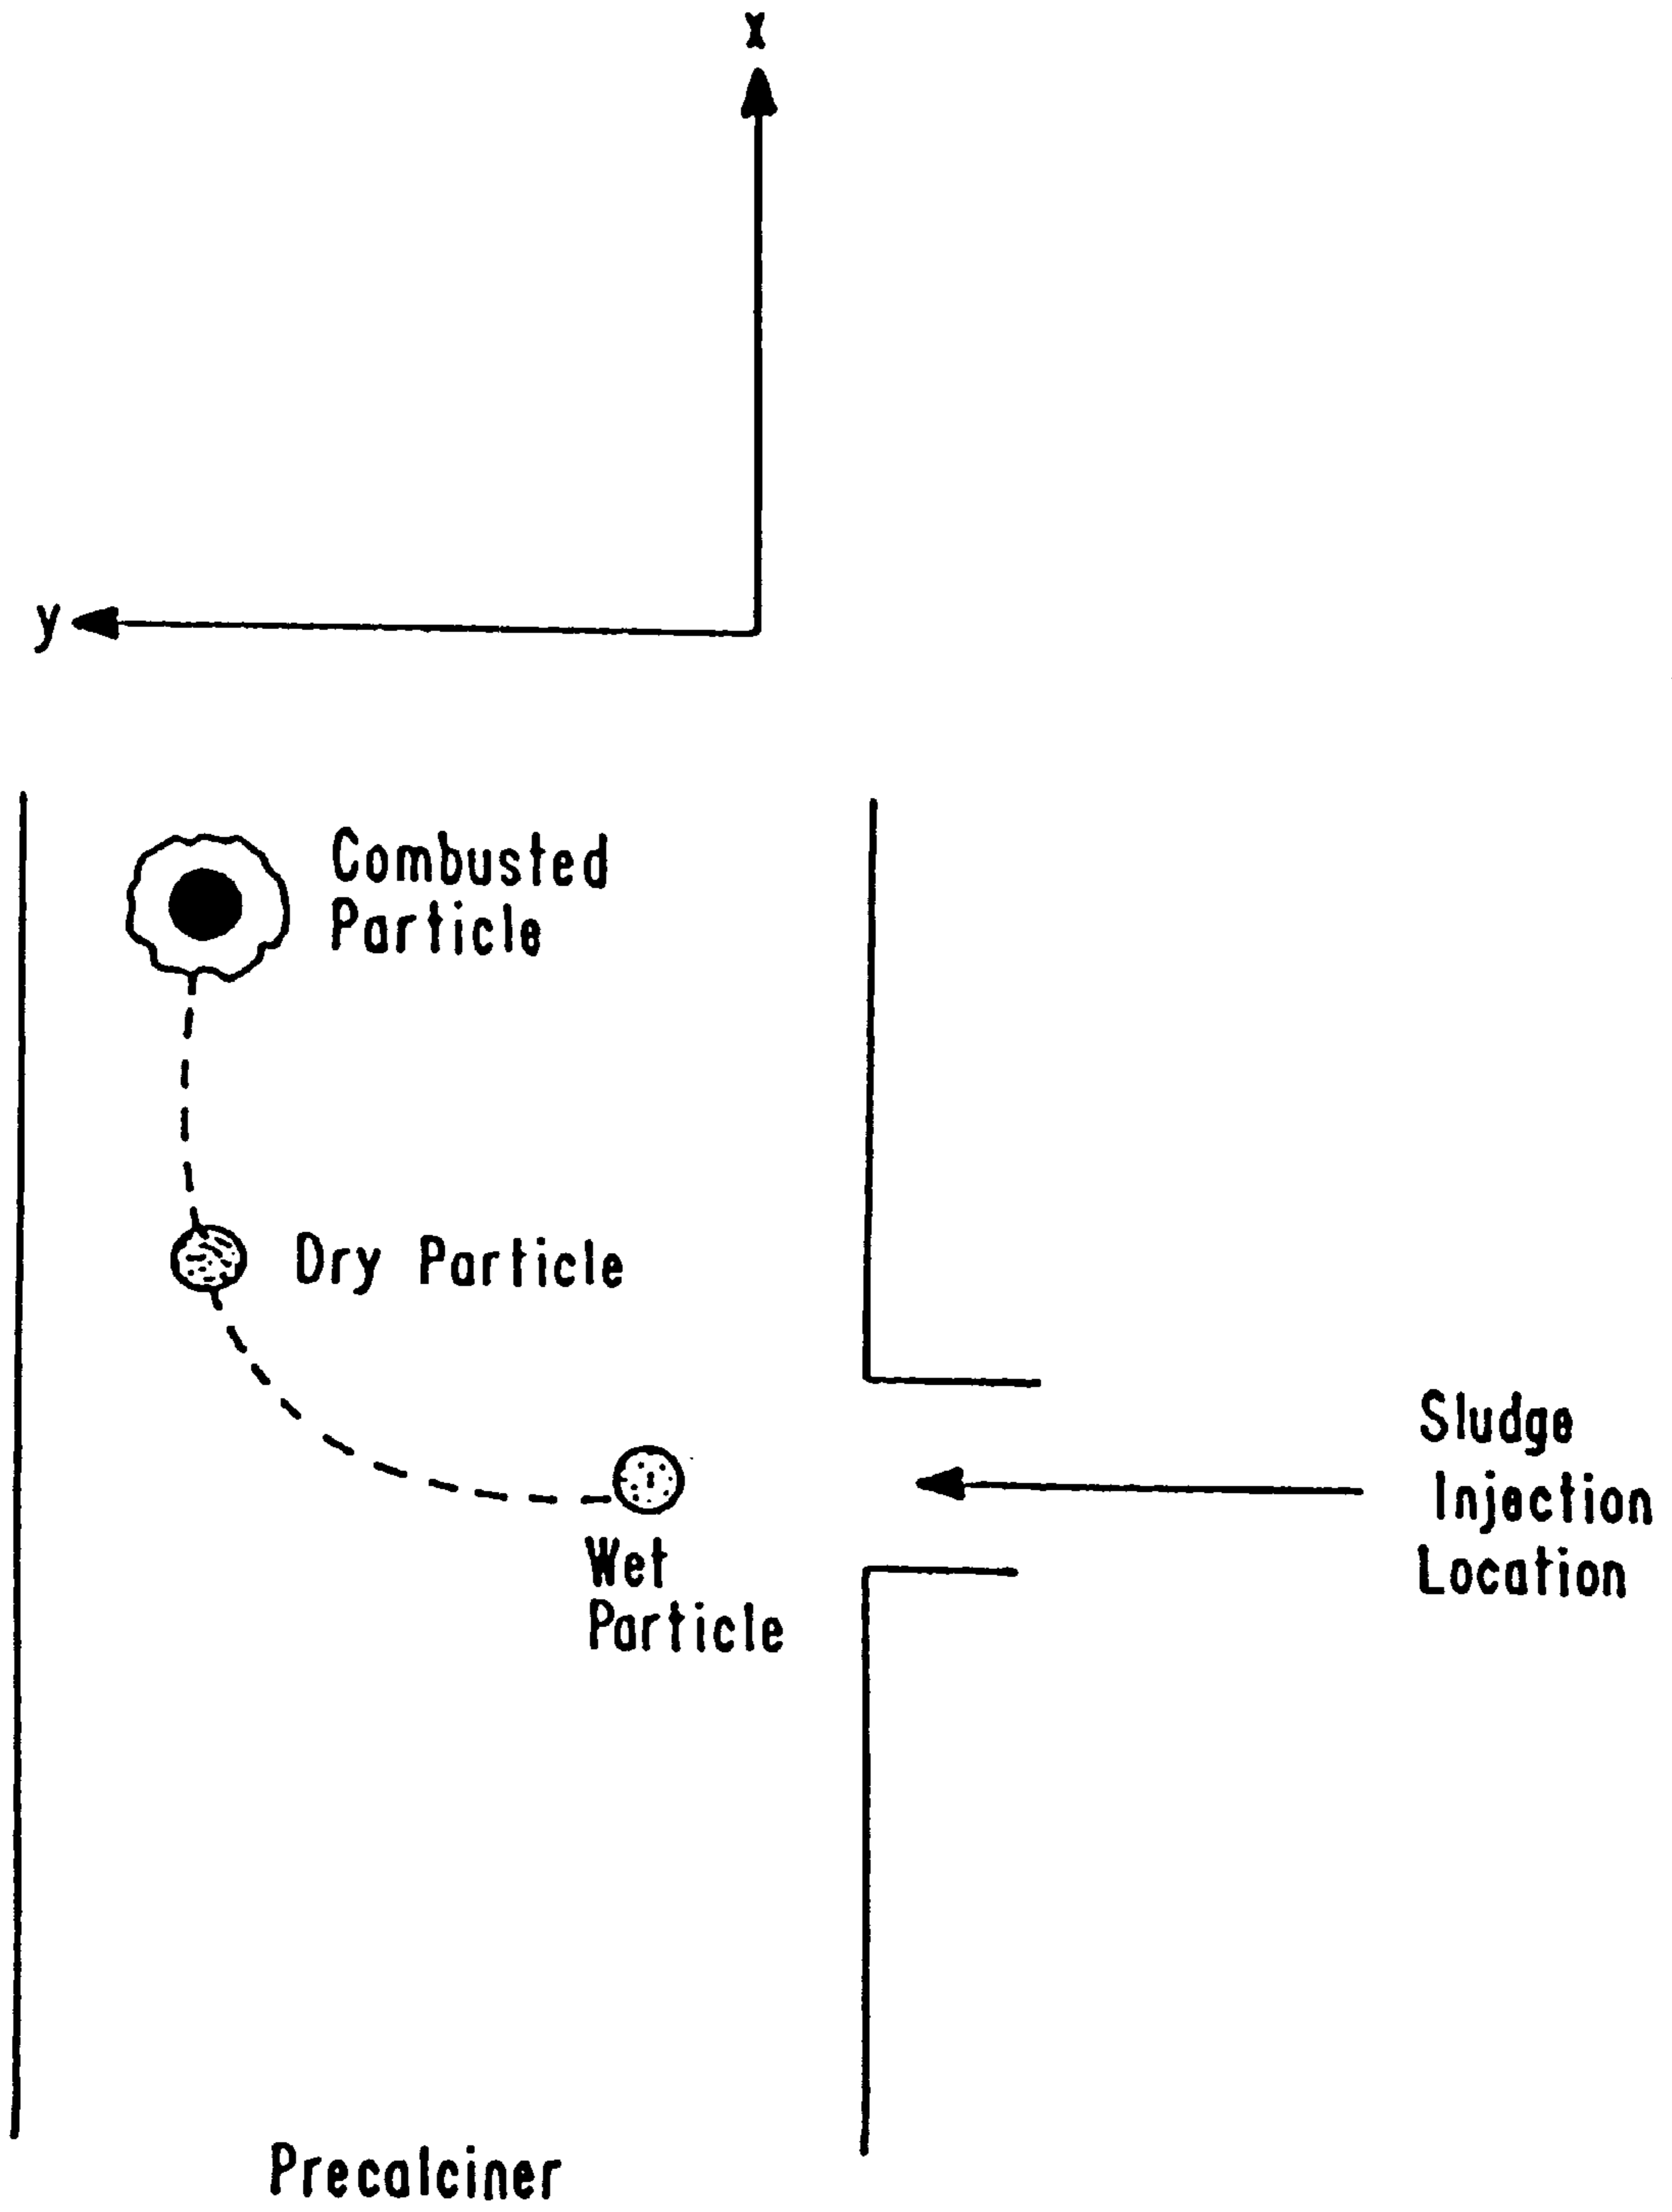 x
y
Combusted
Particle
Dry Particle
Sludge
Injection
Location
Wet
Particle
Precalciner